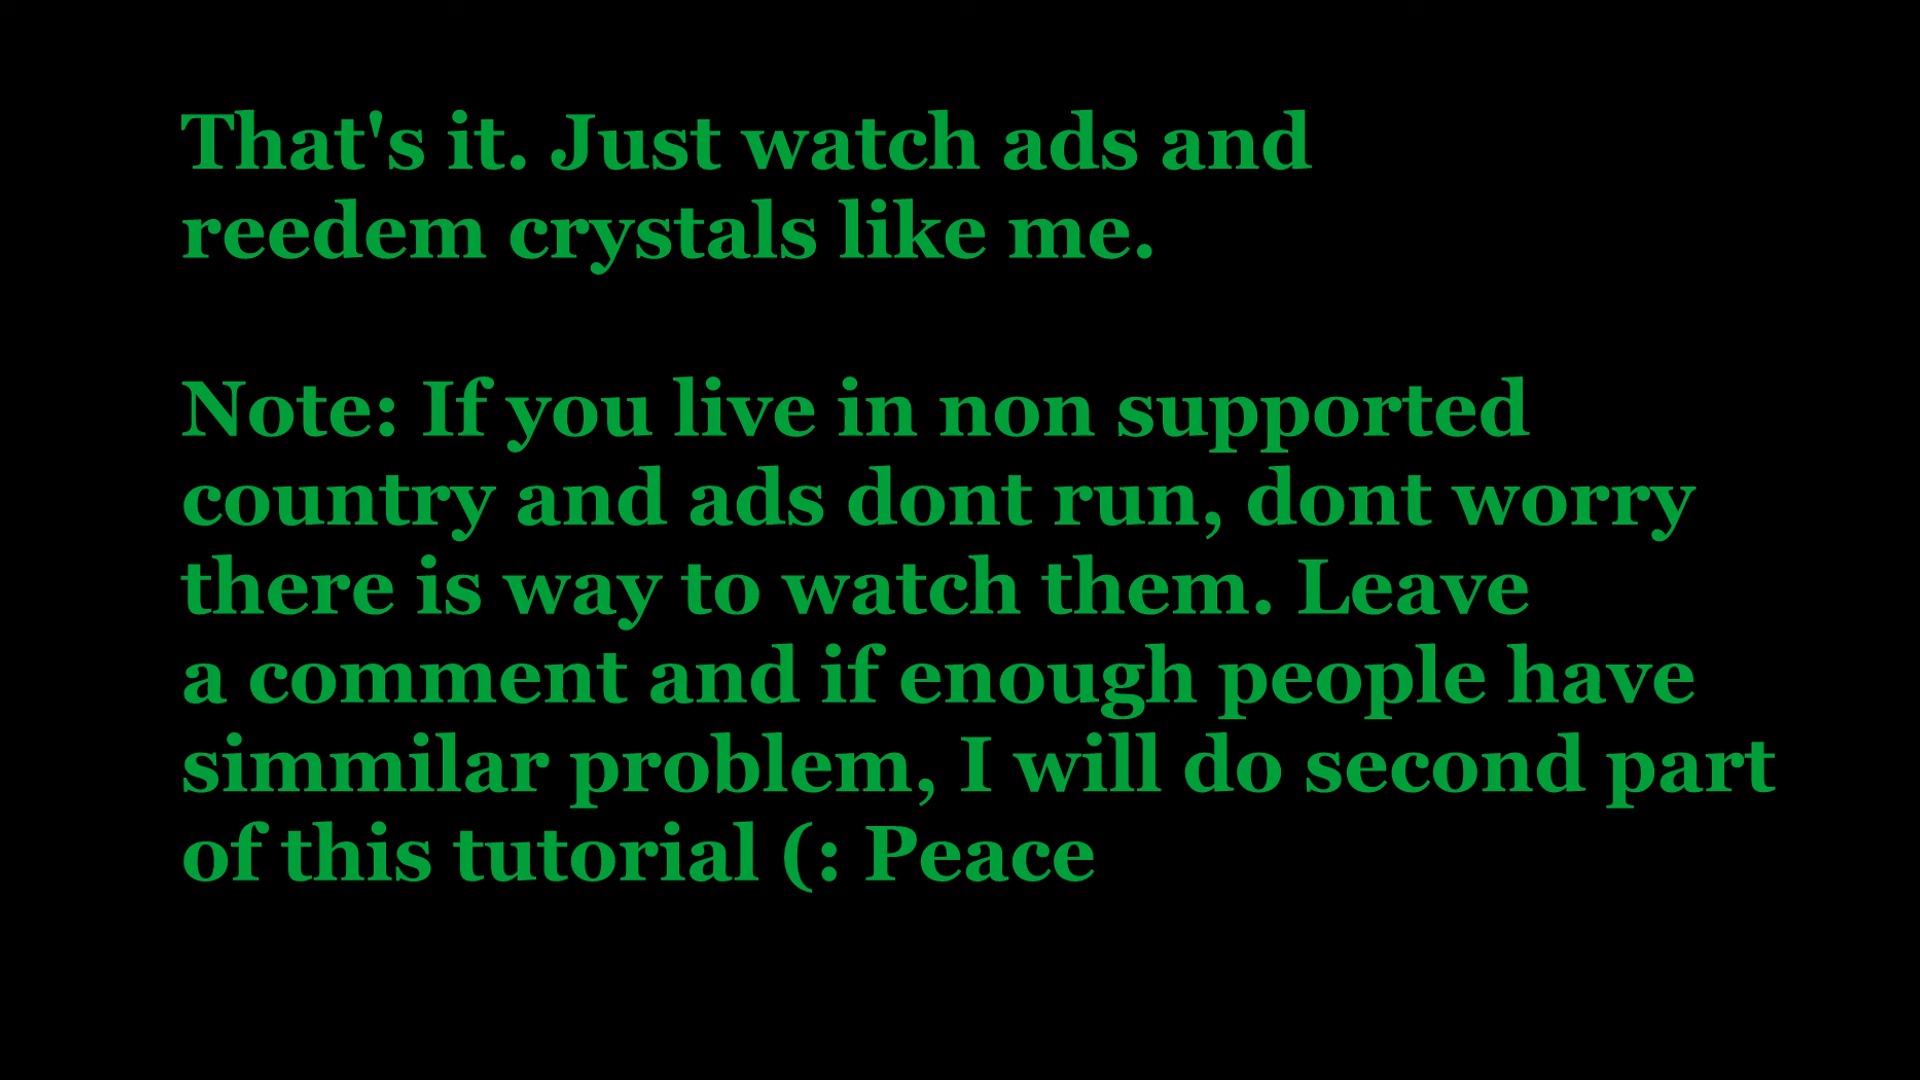 That's it. Just watch ads and
reedem crystals like me.
Note: If you live in non supported
country and ads dont run, dont worry
there is way to watch them. Leave
a comment and if enough people have
simmilar problem, I will do second part
of this tutorial (: Peace